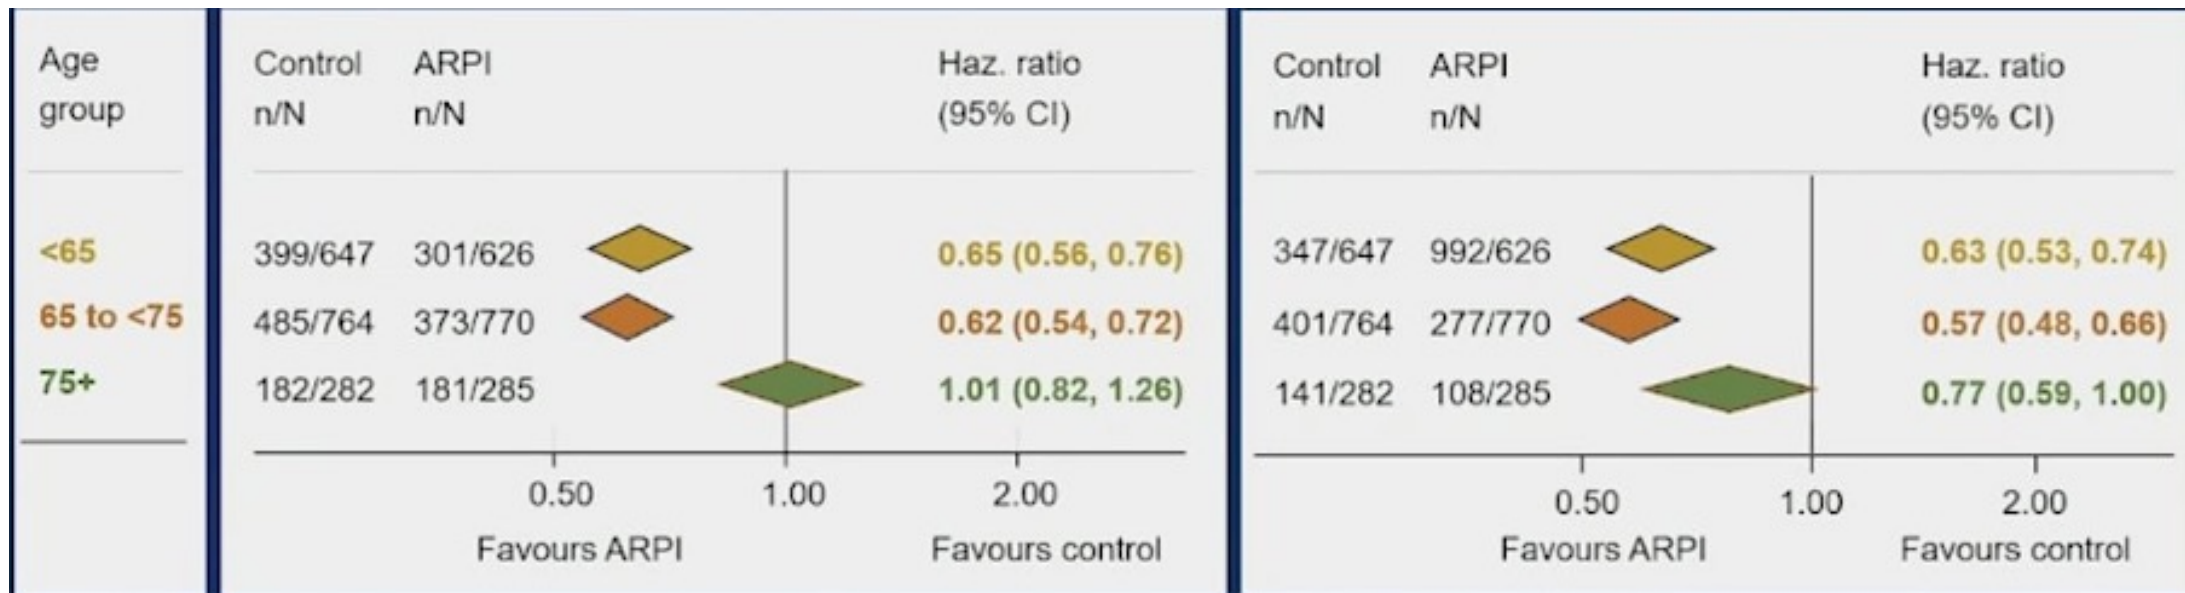 Age group
Control n/N ARPI n/N Haz. ratio (95% CI)
<65 399/647 301/626 0.65 (0.56, 0.76)
65 to <75 485/764 373/770 0.62 (0.54, 0.72)
75+ 182/282 181/285 1.01 (0.82, 1.26)
0.50 1.00 2.00
Favours ARPI Favours control
Control n/N ARPI n/N Haz. ratio (95% CI)
347/647 992/626 0.63 (0.53, 0.74)
401/764 277/770 0.57 (0.48, 0.66)
141/282 108/285 0.77 (0.59, 1.00)
0.50 1.00 2.00
Favours ARPI Favours control